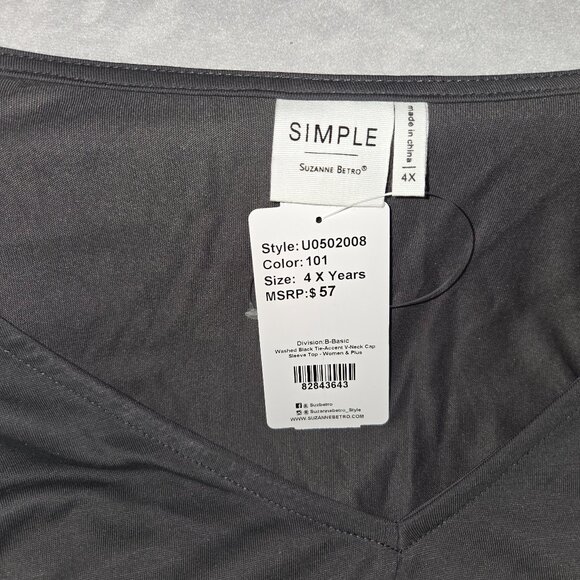 SIMPLE
SUZANNE BETRO®
made in china
4X
Style:U0502008
Color:101
Size: 4 X Years
MSRP:$ 57
Division:B-Basic
Washed Black Tie-Accent V-Neck Cap
Sleeve Top - Women & Plus
82843643
Suzbetro
Suzannebetro_Style
WWW.SUZANNEBETRO.COM